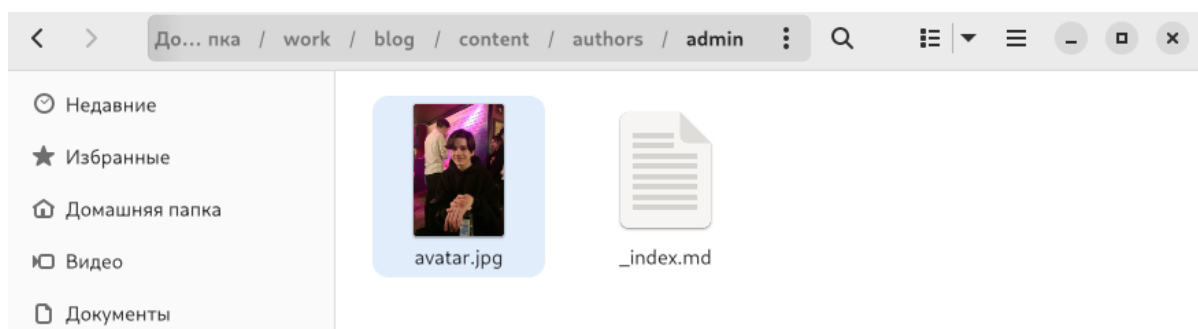 До... пка / work / blog / content / authors / admin
Недавние
Избранные
Домашняя папка
Видео
Документы
avatar.jpg
_index.md